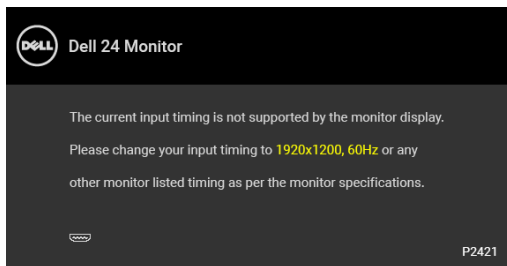 DELL
Dell 24 Monitor
The current input timing is not supported by the monitor display.
Please change your input timing to 1920x1200, 60Hz or any
other monitor listed timing as per the monitor specifications.
P2421